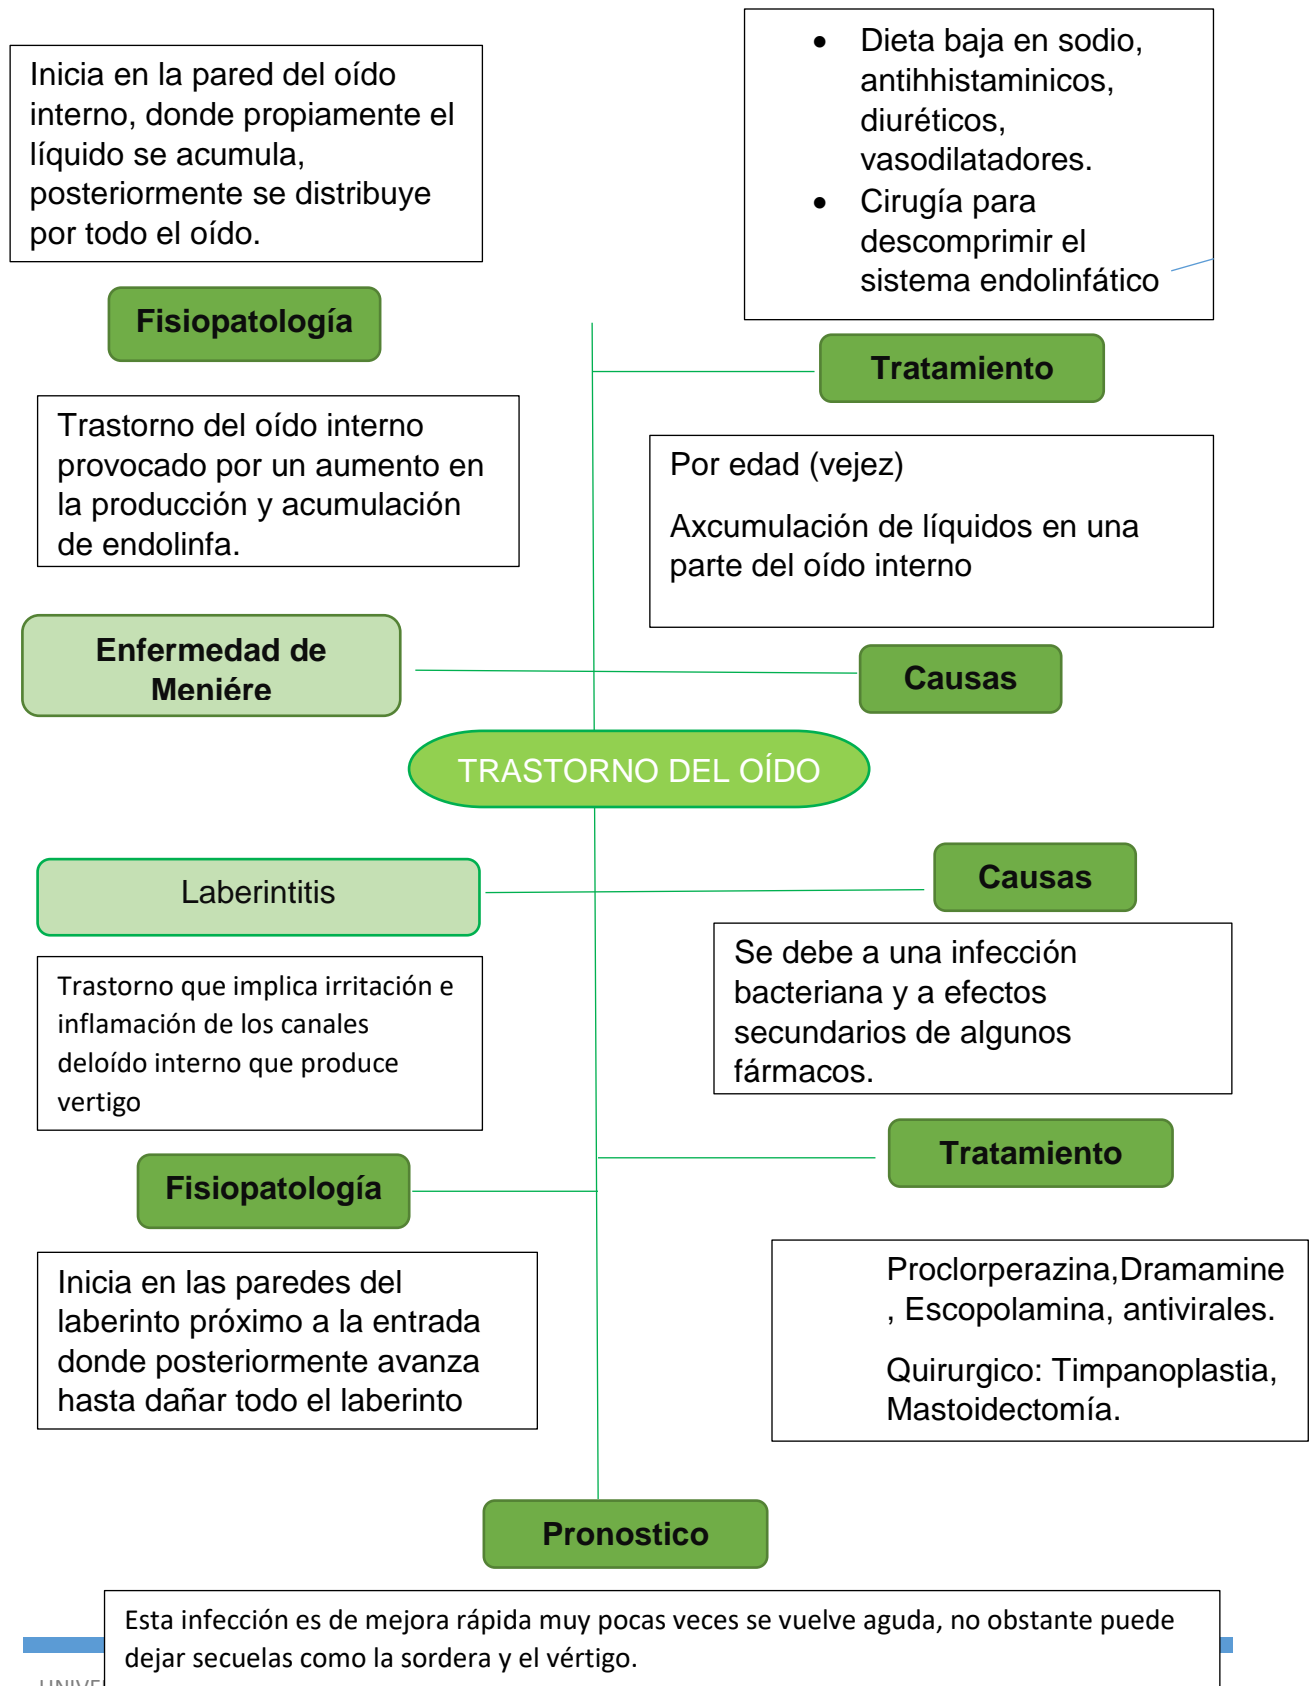 Inicia en la pared del oído
interno, donde propiamente el
líquido se acumula,
posteriormente se distribuye
por todo el oído.
• Dieta baja en sodio,
antihhistaminicos,
diuréticos,
vasodilatadores.
• Cirugía para
descomprimir el
sistema endolinfático
Fisiopatología
Tratamiento
Trastorno del oído interno
provocado por un aumento en
la producción y acumulación
de endolinfa.
Por edad (vejez)
Axcumulación de líquidos en una
parte del oído interno
Enfermedad de
Meniére
Causas
TRASTORNO DEL OÍDO
Laberintitis
Causas
Trastorno que implica irritación e
inflamación de los canales
deloído interno que produce
vertigo
Se debe a una infección
bacteriana y a efectos
secundarios de algunos
fármacos.
Fisiopatología
Tratamiento
Inicia en las paredes del
laberinto próximo a la entrada
donde posteriormente avanza
hasta dañar todo el laberinto
Proclorperazina,Dramamine
, Escopolamina, antivirales.
Quirurgico: Timpanoplastia,
Mastoidectomía.
Pronostico
Esta infección es de mejora rápida muy pocas veces se vuelve aguda, no obstante puede
dejar secuelas como la sordera y el vértigo.